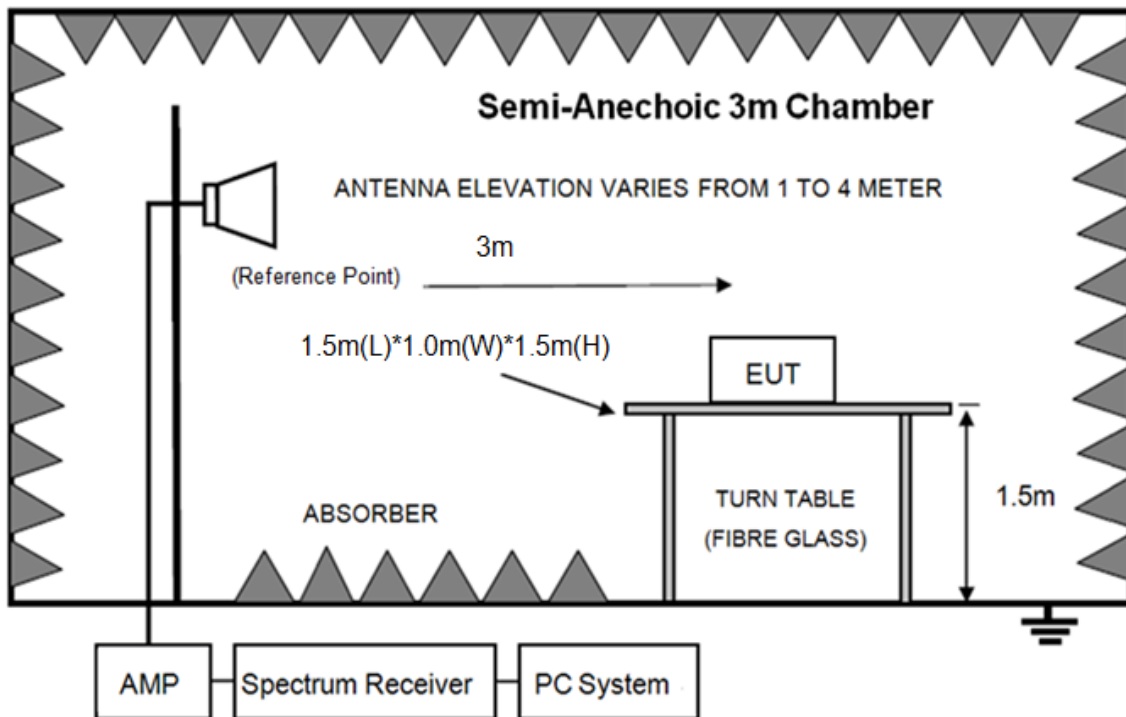 Semi-Anechoic 3m Chamber
ANTENNA ELEVATION VARIES FROM 1 TO 4 METER
3m
(Reference Point)
1.5m(L)*1.0m(W)*1.5m(H)
EUT
TURN TABLE
(FIBRE GLASS)
1.5m
ABSORBER
AMP
Spectrum Receiver
PC System